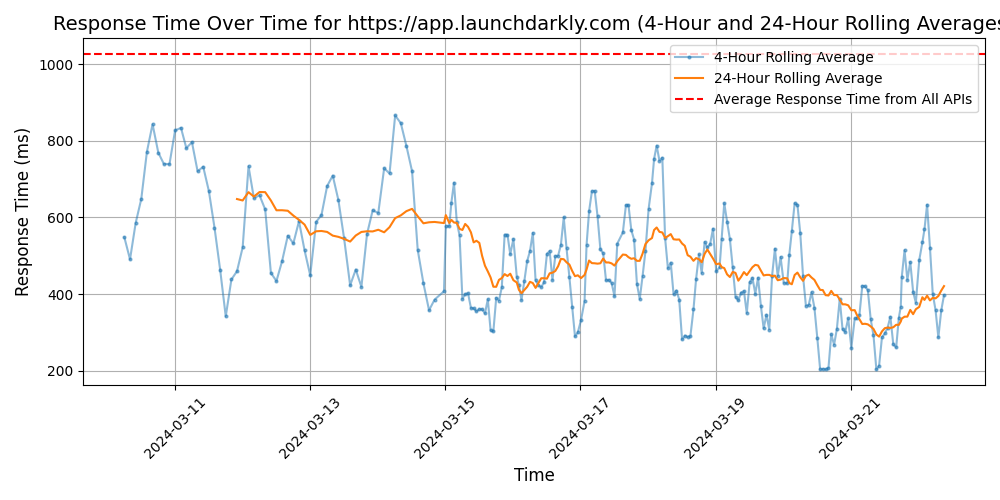 Response Time Over Time for https://app.launchdarkly.com (4-Hour and 24-Hour Rolling Averages
4-Hour Rolling Average
24-Hour Rolling Average
Average Response Time from All APIs
Response Time (ms)
1000
800
600
400
200
2024-03-11
2024-03-13
2024-03-15
2024-03-17
2024-03-19
2024-03-21
Time